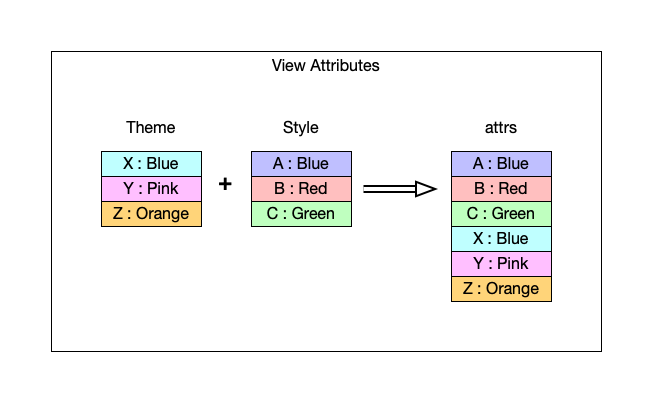 View Attributes
Theme
X : Blue
Y : Pink
Z : Orange
+
Style
A : Blue
B : Red
C : Green
attrs
A : Blue
B : Red
C : Green
X : Blue
Y : Pink
Z : Orange